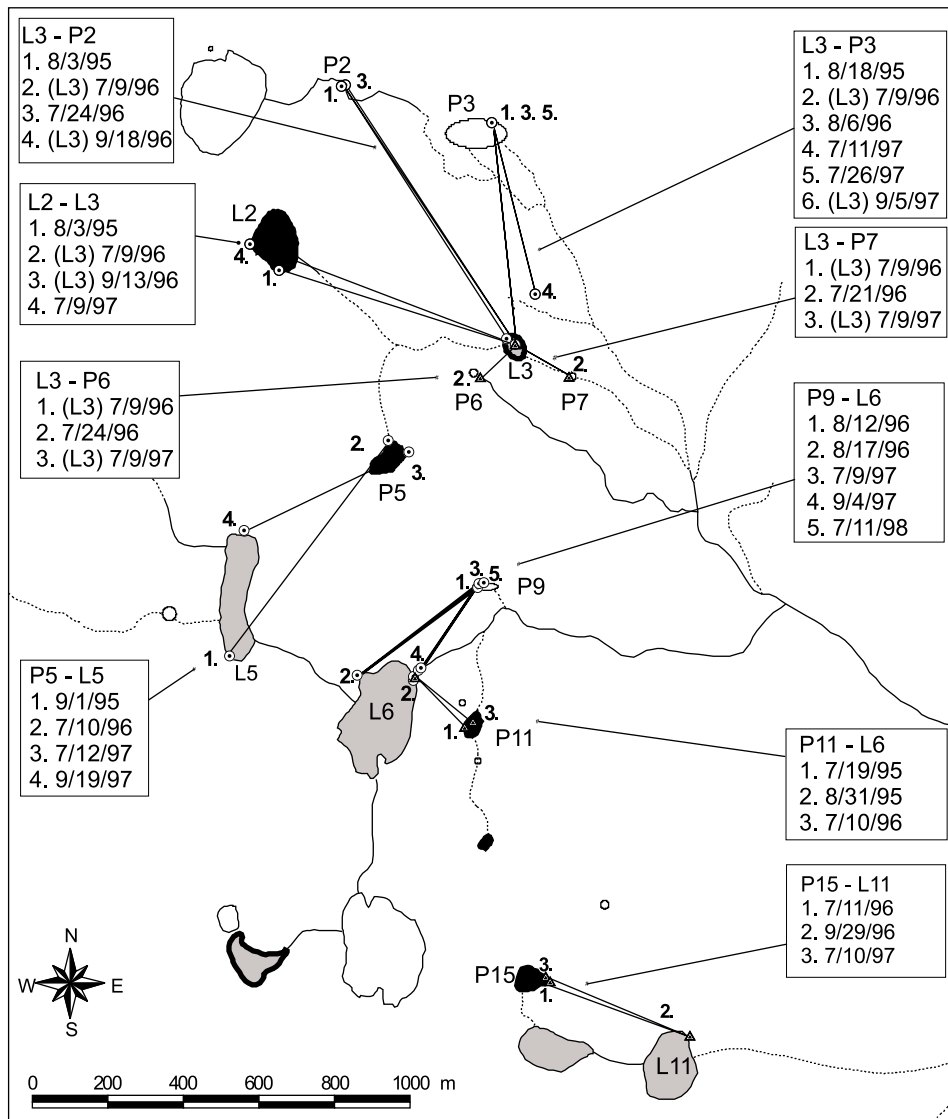 L3 - P2
1. 8/3/95
2. (L3) 7/9/96
3. 7/24/96
4. (L3) 9/18/96
L3 - P3
1. 8/18/95
2. (L3) 7/9/96
3. 8/6/96
4. 7/11/97
5. 7/26/97
6. (L3) 9/5/97
P2
1. 3.
P3
1. 3. 5.
L2 - L3
1. 8/3/95
2. (L3) 7/9/96
3. (L3) 9/13/96
4. 7/9/97
L2
4.
1.
4.
L3 - P7
1. (L3) 7/9/96
2. 7/21/96
3. (L3) 7/9/97
L3
2.
P6
2.
P7
L3 - P6
1. (L3) 7/9/96
2. 7/24/96
3. (L3) 7/9/97
P9 - L6
1. 8/12/96
2. 8/17/96
3. 7/9/97
4. 9/4/97
5. 7/11/98
2.
3.
P5
4.
1.
L5
3.
1. 5.
P9
P5 - L5
1. 9/1/95
2. 7/10/96
3. 7/12/97
4. 9/19/97
4.
2.
2.
L6
3.
1.
P11
P11 - L6
1. 7/19/95
2. 8/31/95
3. 7/10/96
P15 - L11
1. 7/11/96
2. 9/29/96
3. 7/10/97
P15
3.
1.
2.
L11
N
W E
S
0 200 400 600 800 1000 m